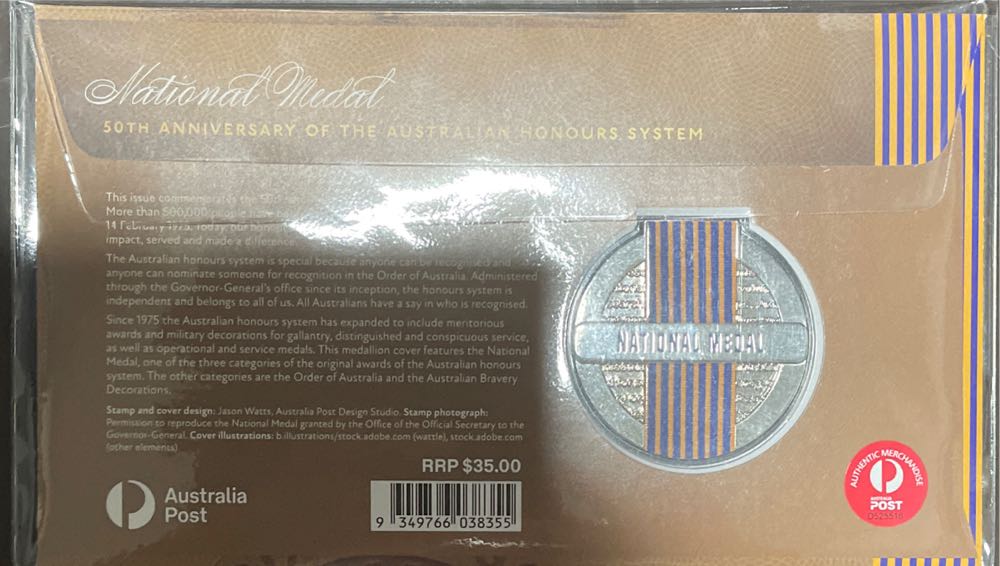 National Medal
50TH ANNIVERSARY OF THE AUSTRALIAN HONOURS SYSTEM
This issue commemorates the 50th
More than 500,000 people have
14 February 1975. Today, our
impact, served and made a difference.
The Australian honours system is special because anyone can be recognised and
anyone can nominate someone for recognition in the Order of Australia. Administered
through the Governor-General's office since its inception, the honours system is
independent and belongs to all of us. All Australians have a say in who is recognised.
Since 1975 the Australian honours system has expanded to include meritorious
awards and military decorations for gallantry, distinguished and conspicuous service,
as well as operational and service medals. This medallion cover features the National
Medal, one of the three categories of the original awards of the Australian honours
system. The other categories are the Order of Australia and the Australian Bravery
Decorations.
Stamp and cover design: Jason Watts, Australia Post Design Studio. Stamp photograph:
Permission to reproduce the National Medal granted by the Office of the Official Secretary to the
Governor-General. Cover illustrations: b.illustrations/stock.adobe.com (wattle), stock.adobe.com
(other elements)
NATIONAL MEDAL
RRP $35.00
Australia
Post
9 349766 038355
AUTHENTIC MERCHANDISE
AUSTRALIA
POST